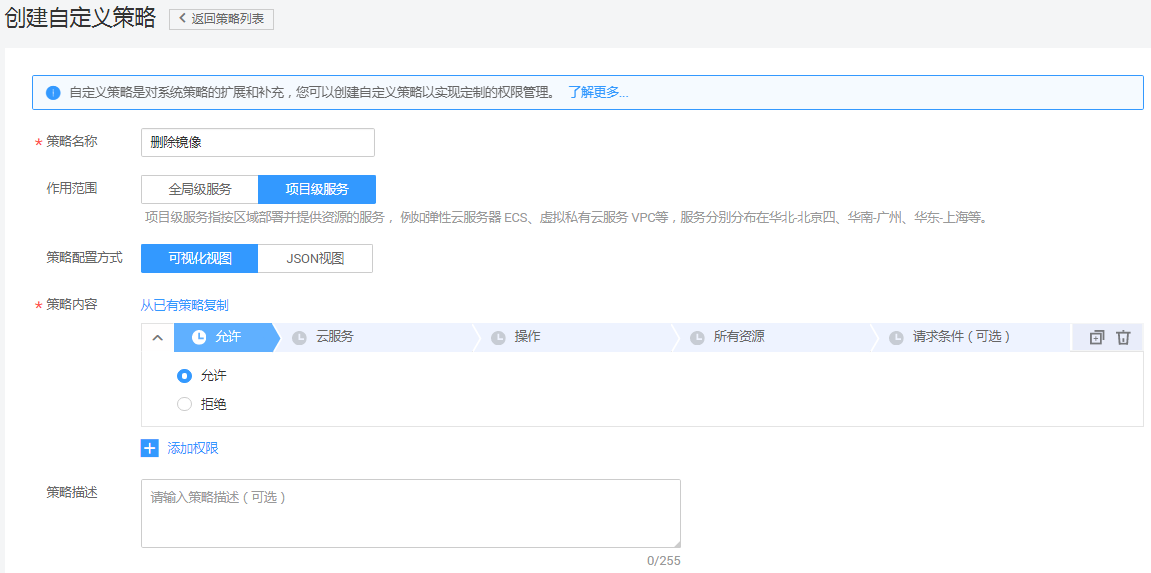 创建自定义策略 返回策略列表
自定义策略是对系统策略的扩展和补充，您可以创建自定义策略以实现定制的权限管理。 了解更多...
* 策略名称 删除镜像
作用范围 全局级服务 项目级服务
项目级服务指按区域部署并提供资源的服务， 例如弹性云服务器 ECS、虚拟私有云服务 VPC等，服务分别分布在华北-北京四、华南-广州、华东-上海等。
策略配置方式 可视化视图 JSON视图
* 策略内容 从已有策略复制
允许 云服务 操作 所有资源 请求条件（可选）
允许
拒绝
添加权限
策略描述 请输入策略描述（可选）
0/255